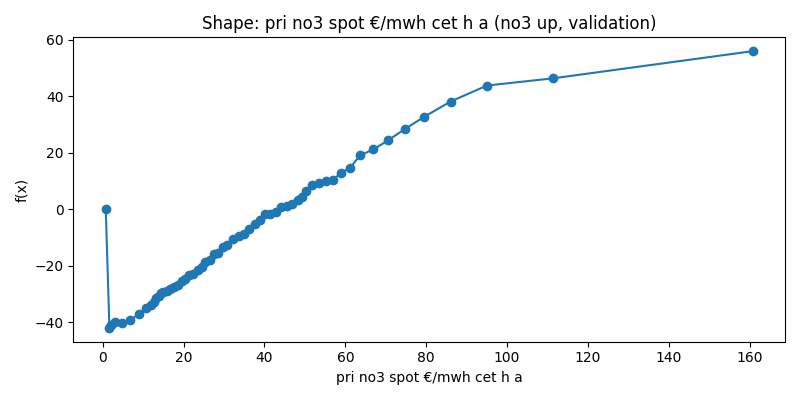 Shape: pri no3 spot €/mwh cet h a (no3 up, validation)
60
40
20
0
−20
−40
f(x)
0 20 40 60 80 100 120 140 160
pri no3 spot €/mwh cet h a